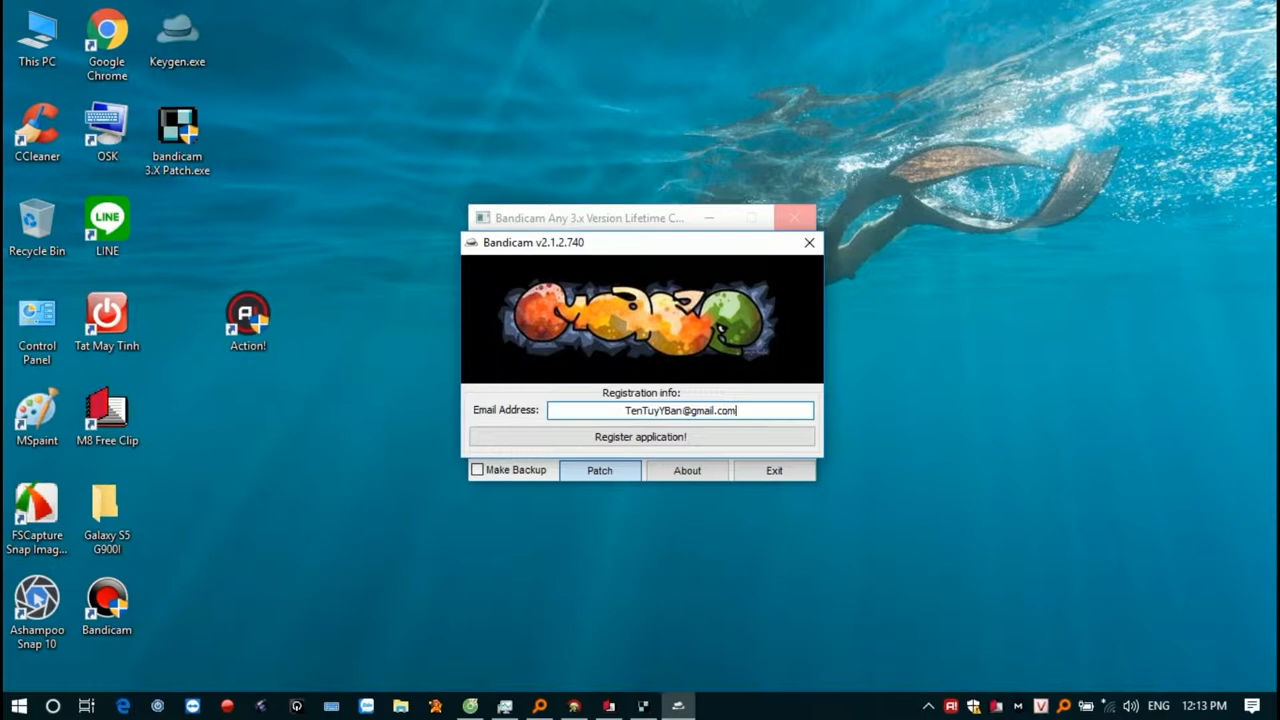 This PC
Google
Chrome
Keygen.exe
CCleaner
OSK
bandicam
3.X Patch.exe
Recycle Bin
LINE
LINE
Control
Panel
Tat May Tinh
Action!
MSpaint
M8 Free Clip
FSCapture
Snap Imag...
Galaxy S5
G900I
Ashampoo
Snap 10
Bandicam
Bandicam Any 3.x Version Lifetime C...
Bandicam v2.1.2.740
Registration info:
Email Address:
TenTuyYBan@gmail.com
Register application!
Make Backup
Patch
About
Exit
ENG
12:13 PM